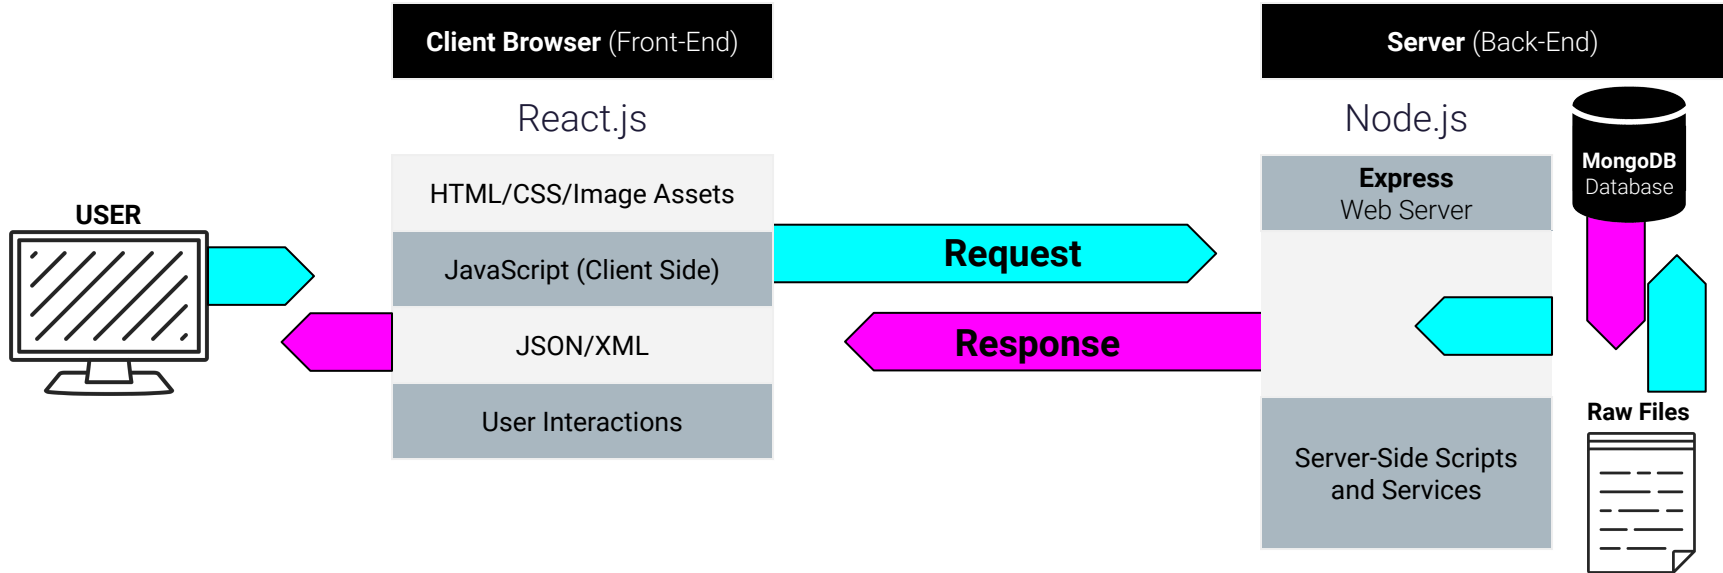 Client Browser (Front-End)
Server (Back-End)
React.js
Node.js
USER
HTML/CSS/Image Assets
JavaScript (Client Side)
JSON/XML
User Interactions
Request
Response
Express
Web Server
Server-Side Scripts
and Services
MongoDB
Database
Raw Files